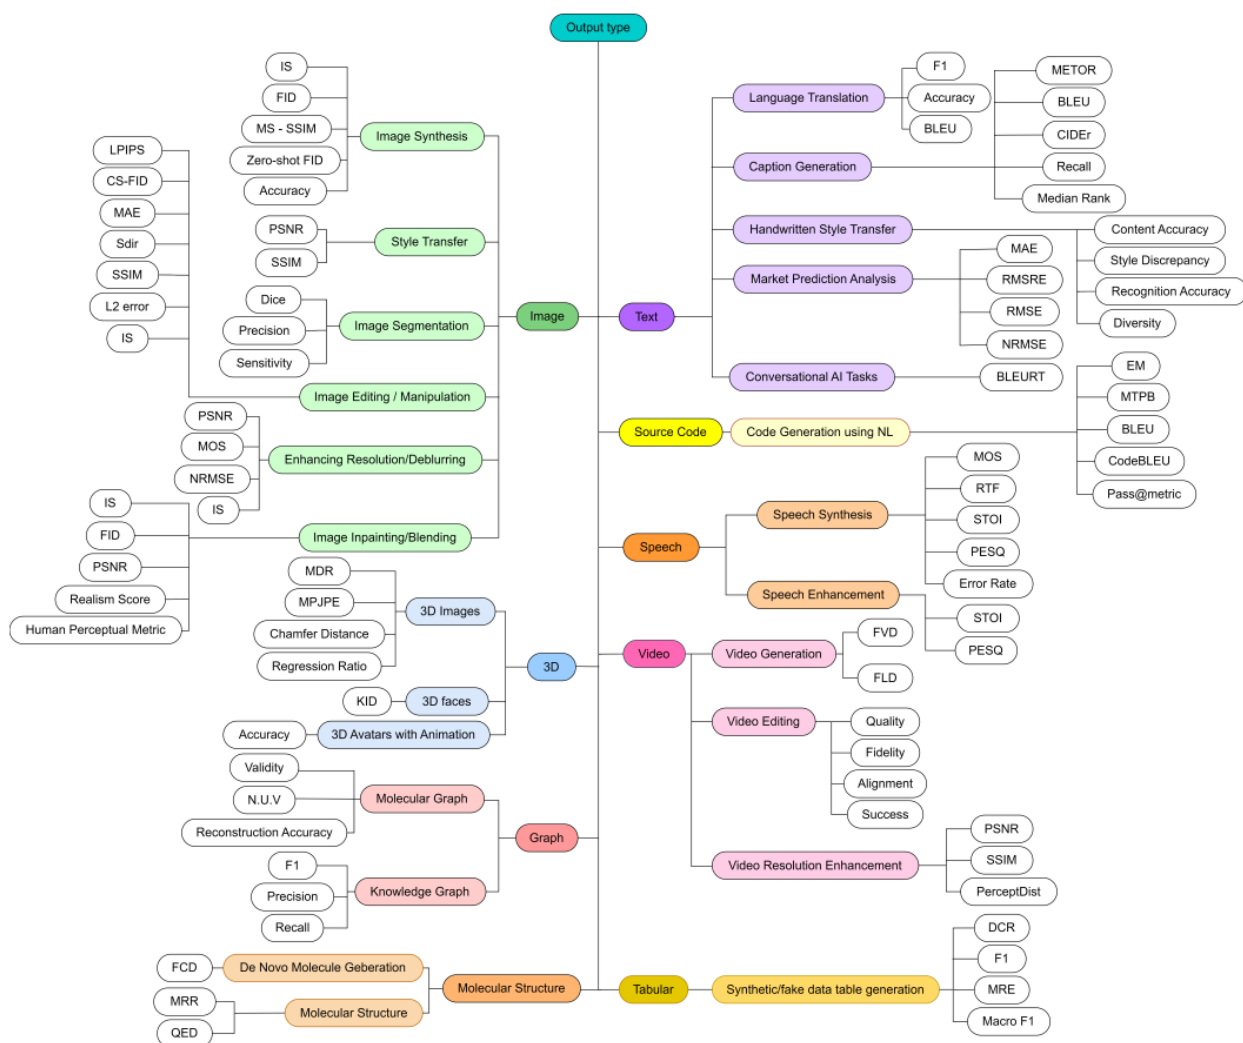 Output type
IS
FID
MS - SSIM
Zero-shot FID
Accuracy
Image Synthesis
PSNR
SSIM
Style Transfer
Dice
Precision
Sensitivity
Image Segmentation
LPIPS
CS-FID
MAE
Sdir
SSIM
L2 error
IS
Image Editing / Manipulation
PSNR
MOS
NRMSE
IS
Enhancing Resolution/Deblurring
IS
FID
PSNR
Realism Score
Human Perceptual Metric
Image Inpainting/Blending
Image
MDR
MPJPE
Chamfer Distance
Regression Ratio
3D Images
KID
3D faces
Accuracy
3D Avatars with Animation
3D
Validity
N.U.V
Reconstruction Accuracy
Molecular Graph
F1
Precision
Recall
Knowledge Graph
Graph
FCD
De Novo Molecule Geberation
MRR
QED
Molecular Structure
Molecular Structure
Text
Language Translation
F1
Accuracy
BLEU
Caption Generation
METOR
BLEU
CIDEr
Recall
Median Rank
Handwritten Style Transfer
Content Accuracy
Style Discrepancy
Recognition Accuracy
Diversity
Market Prediction Analysis
MAE
RMSRE
RMSE
NRMSE
Conversational AI Tasks
BLEURT
Source Code
Code Generation using NL
EM
MTPB
BLEU
CodeBLEU
Pass@metric
Speech
Speech Synthesis
MOS
RTF
STOI
PESQ
Error Rate
Speech Enhancement
STOI
PESQ
Video
Video Generation
FVD
FLD
Video Editing
Quality
Fidelity
Alignment
Success
Video Resolution Enhancement
PSNR
SSIM
PerceptDist
Tabular
Synthetic/fake data table generation
DCR
F1
MRE
Macro F1